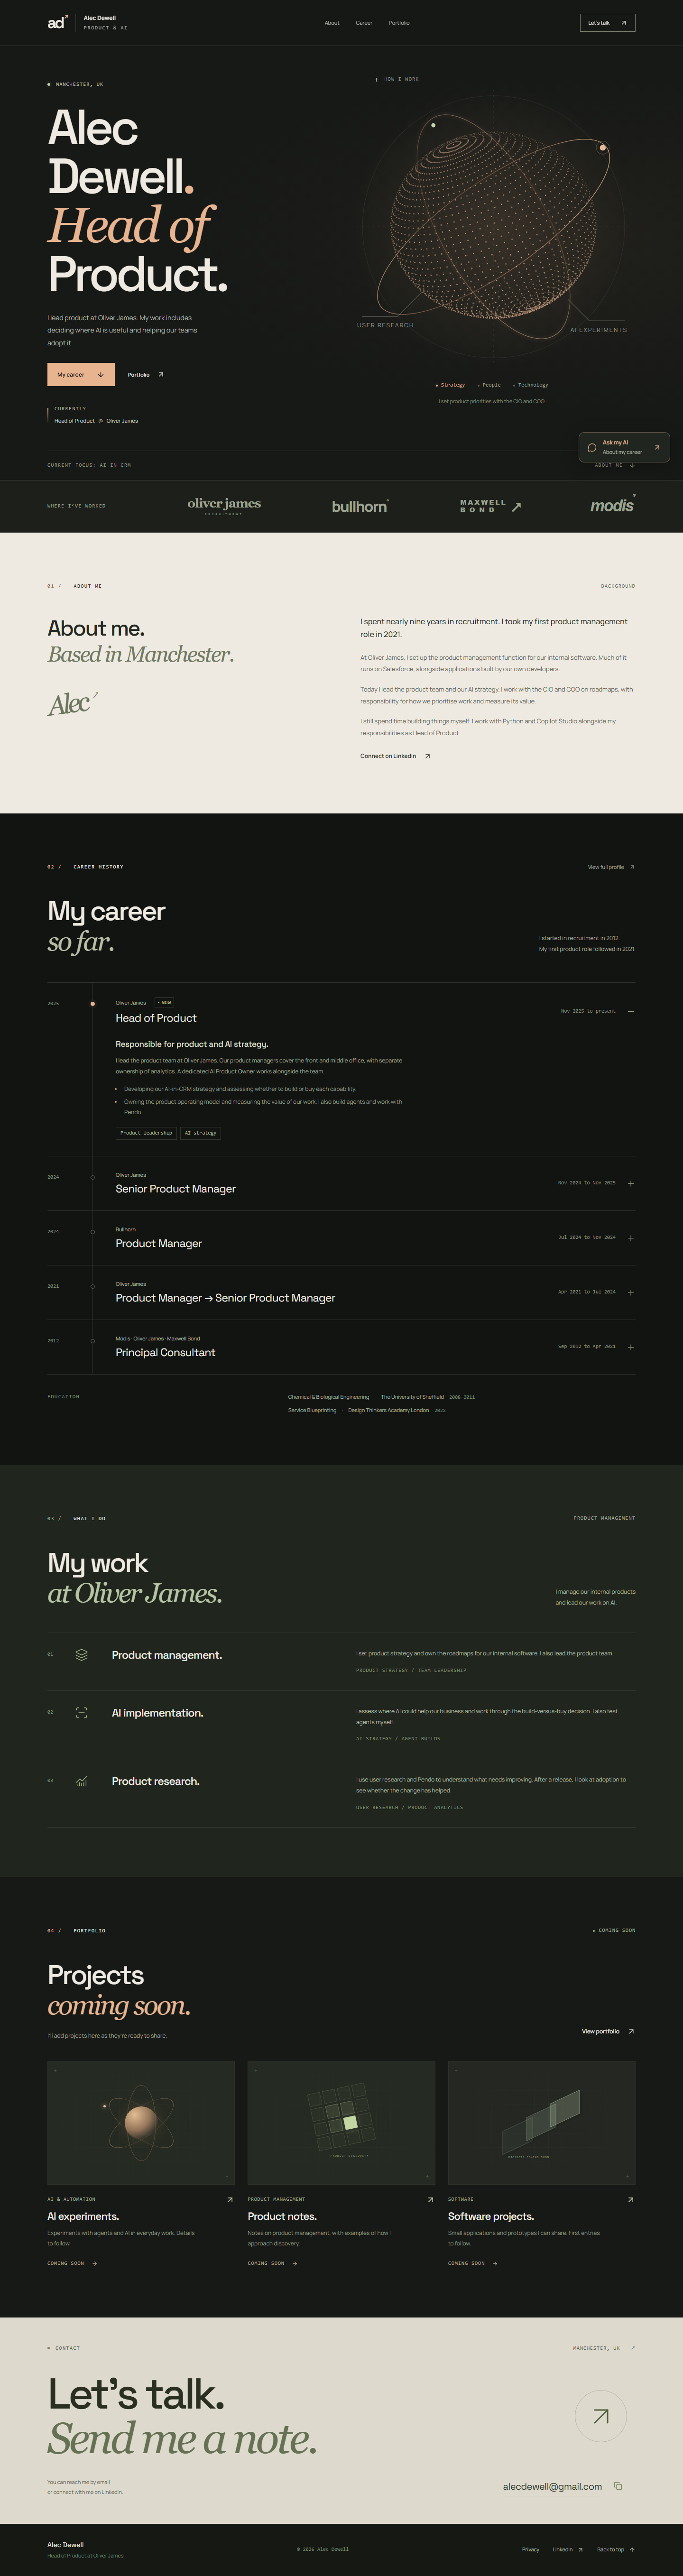 ad
Alec Dewell
PRODUCT & AI
About
Career
Portfolio
Let's talk
MANCHESTER, UK
HOW I WORK
Alec
Dewell.
Head of
Product.
USER RESEARCH
AI EXPERIMENTS
I lead product at Oliver James. My work includes
deciding where AI is useful and helping our teams
adopt it.
My career
Portfolio
Strategy
People
Technology
I set product priorities with the CIO and COO.
CURRENTLY
Head of Product @ Oliver James
Ask my AI
About my career
CURRENT FOCUS: AI IN CRM
ABOUT ME
WHERE I'VE WORKED
oliver james
RECRUITMENT
bullhorn
MAXWELL
BOND
modis
01 / ABOUT ME
BACKGROUND
About me.
Based in Manchester.
Alec
I spent nearly nine years in recruitment. I took my first product management
role in 2021.
At Oliver James, I set up the product management function for our internal software. Much of it
runs on Salesforce, alongside applications built by our own developers.
Today I lead the product team and our AI strategy. I work with the CIO and COO on roadmaps, with
responsibility for how we prioritise work and measure its value.
I still spend time building things myself. I work with Python and Copilot Studio alongside my
responsibilities as Head of Product.
Connect on LinkedIn
02 / CAREER HISTORY
View full profile
My career
so far.
I started in recruitment in 2012.
My first product role followed in 2021.
2025
Oliver James
NOW
Head of Product
Nov 2025 to present
Responsible for product and AI strategy.
I lead the product team at Oliver James. Our product managers cover the front and middle office, with separate
ownership of analytics. A dedicated AI Product Owner works alongside the team.
Developing our AI-in-CRM strategy and assessing whether to build or buy each capability.
Owning the product operating model and measuring the value of our work. I also build agents and work with
Pendo.
Product leadership
AI strategy
2024
Oliver James
Senior Product Manager
Nov 2024 to Nov 2025
2024
Bullhorn
Product Manager
Jul 2024 to Nov 2024
2021
Oliver James
Product Manager → Senior Product Manager
Apr 2021 to Jul 2024
2012
Modis · Oliver James · Maxwell Bond
Principal Consultant
Sep 2012 to Apr 2021
EDUCATION
Chemical & Biological Engineering
The University of Sheffield
2008–2011
Service Blueprinting
Design Thinkers Academy London
2022
03 / WHAT I DO
PRODUCT MANAGEMENT
My work
at Oliver James.
I manage our internal products
and lead our work on AI.
01
Product management.
I set product strategy and own the roadmaps for our internal software. I also lead the product team.
PRODUCT STRATEGY / TEAM LEADERSHIP
02
AI implementation.
I assess where AI could help our business and work through the build-versus-buy decision. I also test
agents myself.
AI STRATEGY / AGENT BUILDS
03
Product research.
I use user research and Pendo to understand what needs improving. After a release, I look at adoption to
see whether the change has helped.
USER RESEARCH / PRODUCT ANALYTICS
04 / PORTFOLIO
COMING SOON
Projects
coming soon.
I'll add projects here as they're ready to share.
View portfolio
PRODUCT DISCOVERY
PROJECTS COMING SOON
AI & AUTOMATION
AI experiments.
Experiments with agents and AI in everyday work. Details
to follow.
COMING SOON
PRODUCT MANAGEMENT
Product notes.
Notes on product management, with examples of how I
approach discovery.
COMING SOON
SOFTWARE
Software projects.
Small applications and prototypes I can share. First entries
to follow.
COMING SOON
CONTACT
MANCHESTER, UK
Let's talk.
Send me a note.
You can reach me by email
or connect with me on LinkedIn.
alecdewell@gmail.com
Alec Dewell
Head of Product at Oliver James
© 2026 Alec Dewell
Privacy
LinkedIn
Back to top